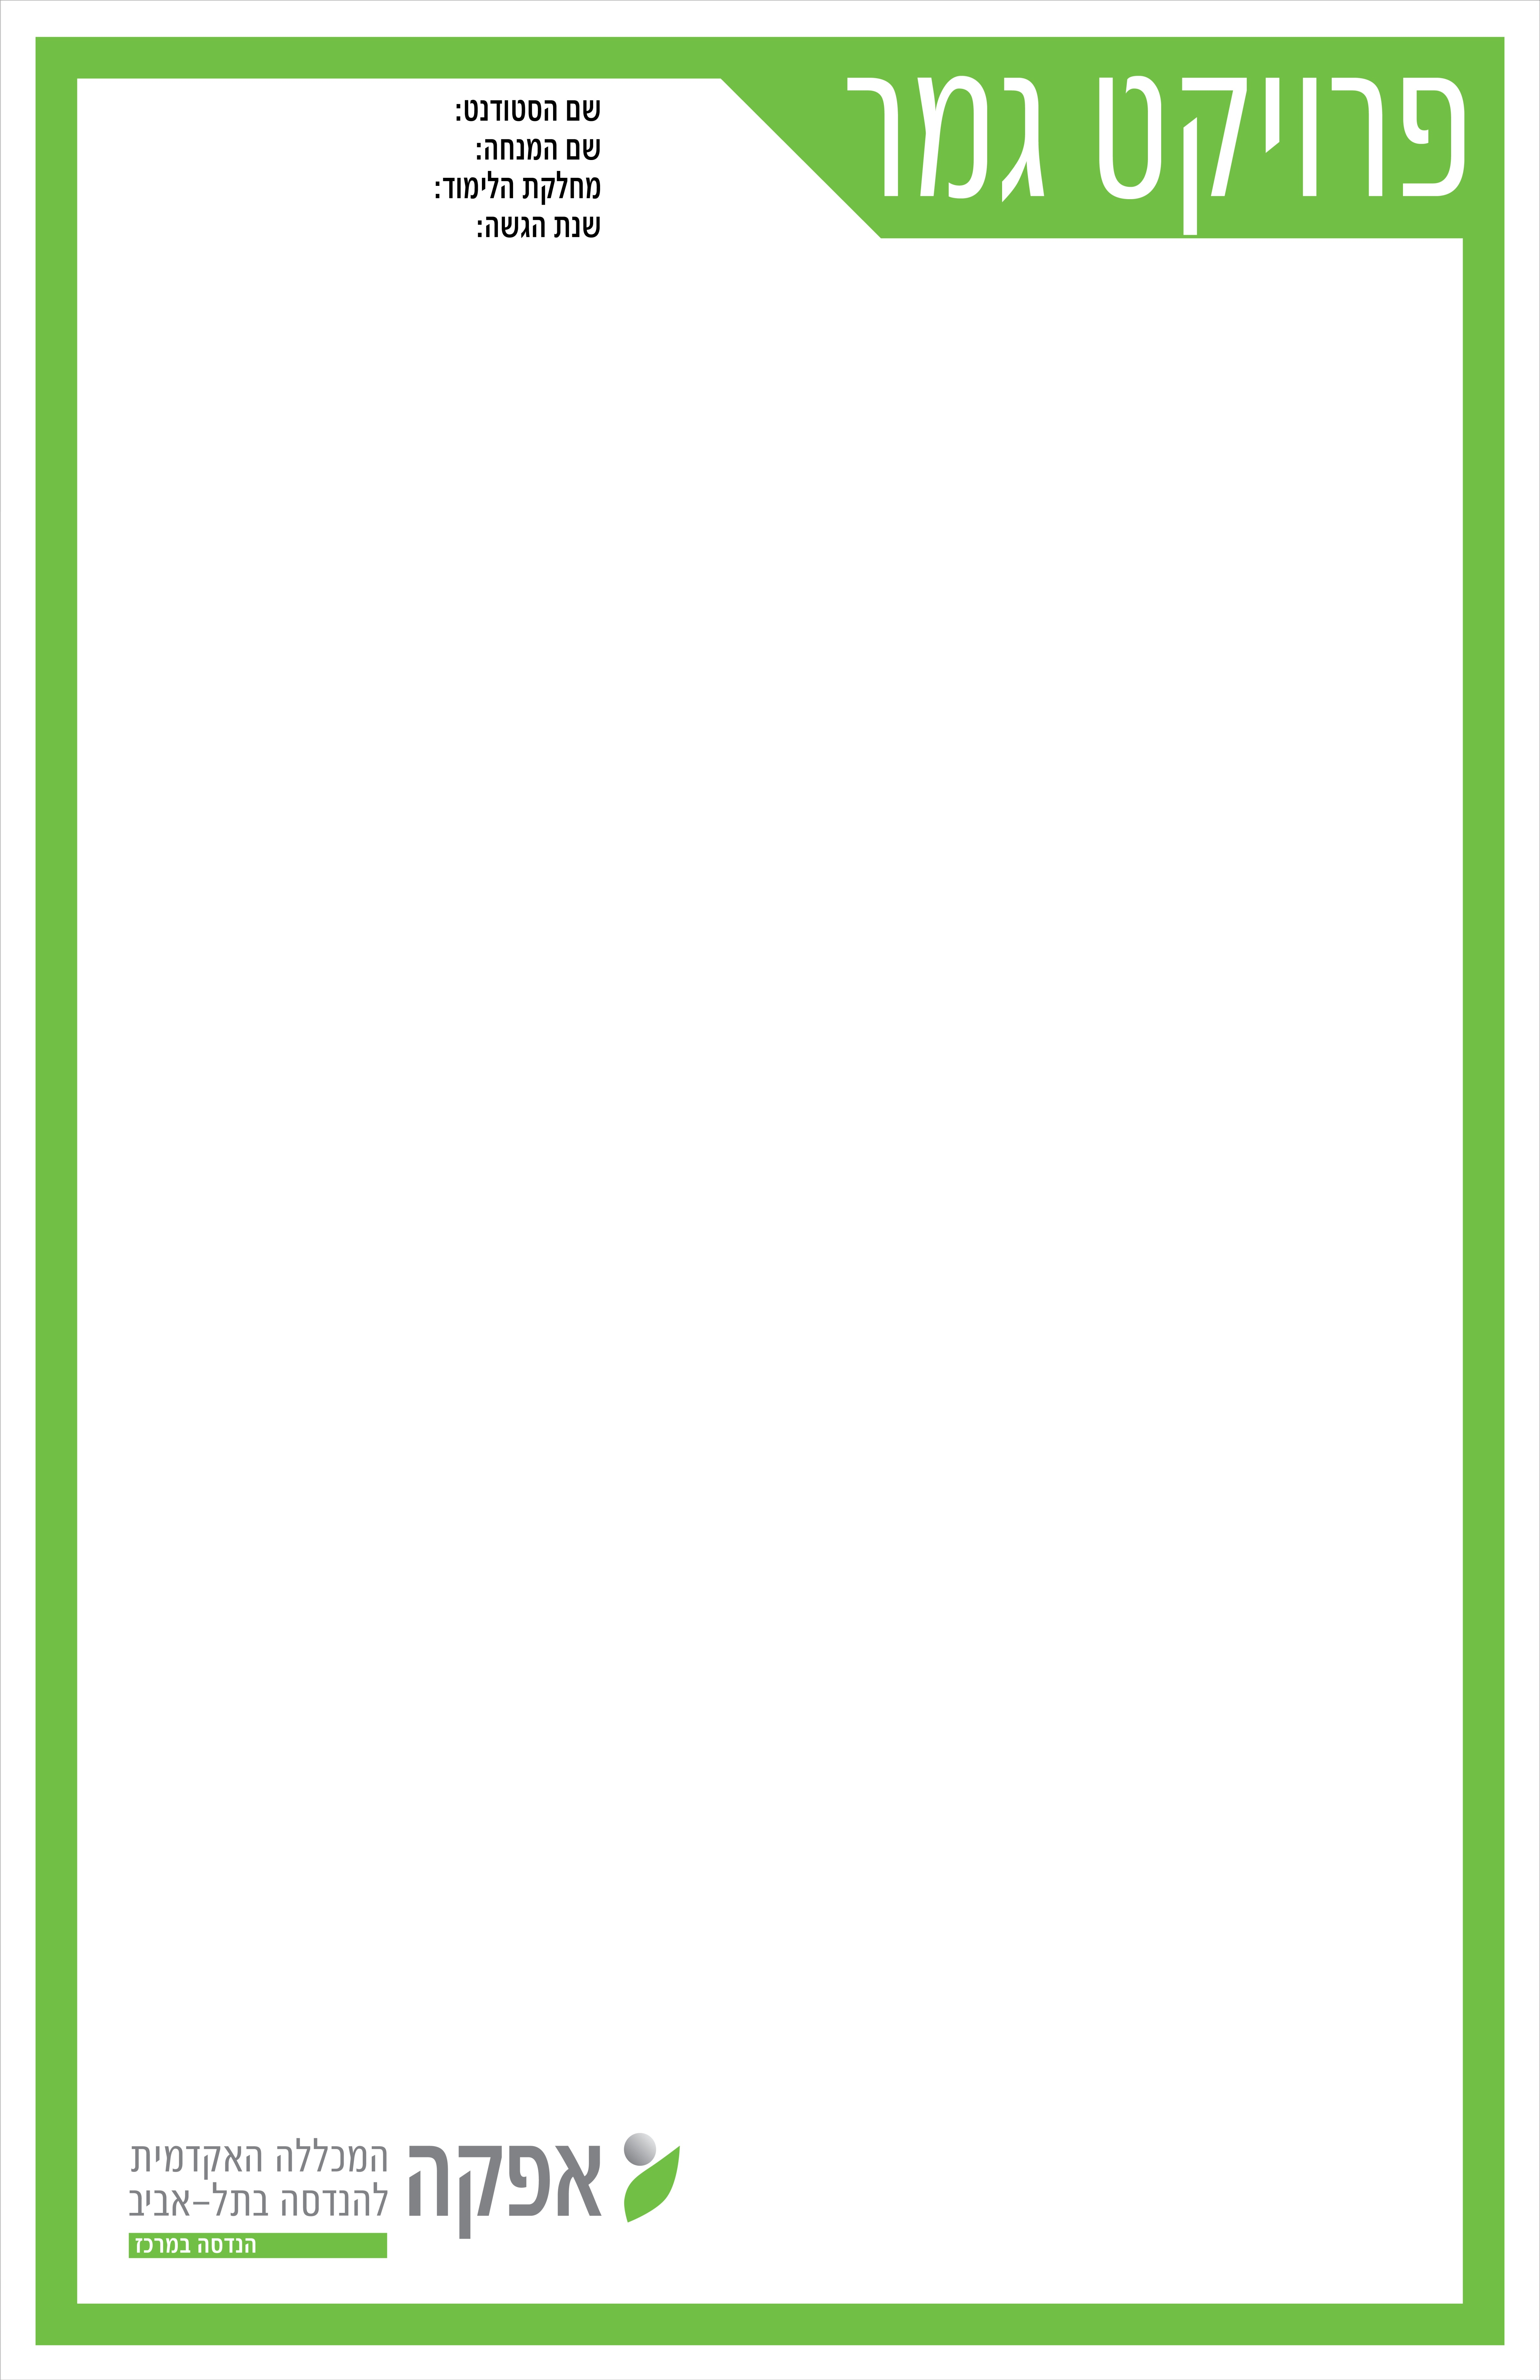 פרויקט גמר
שם הסטודנט:
שם המנחה:
מחלקת הלימוד:
שנת הגשה:
אפקה
המכללה האקדמית
להנדסה בתל-אביב
הנדסה במרכז